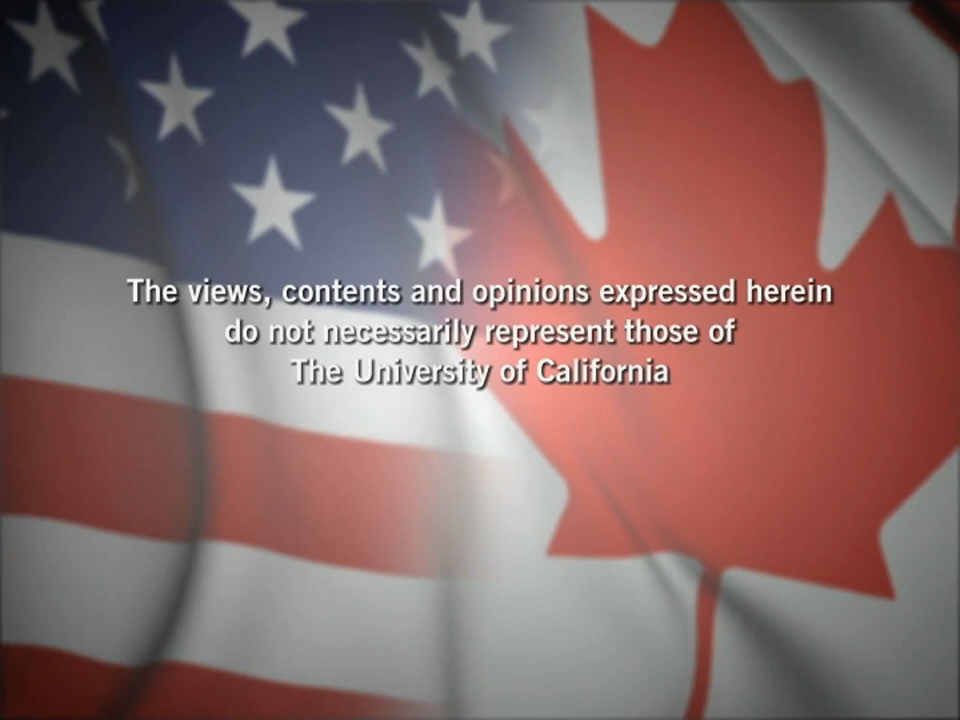 The views, contents and opinions expressed herein
do not necessarily represent those of
The University of California